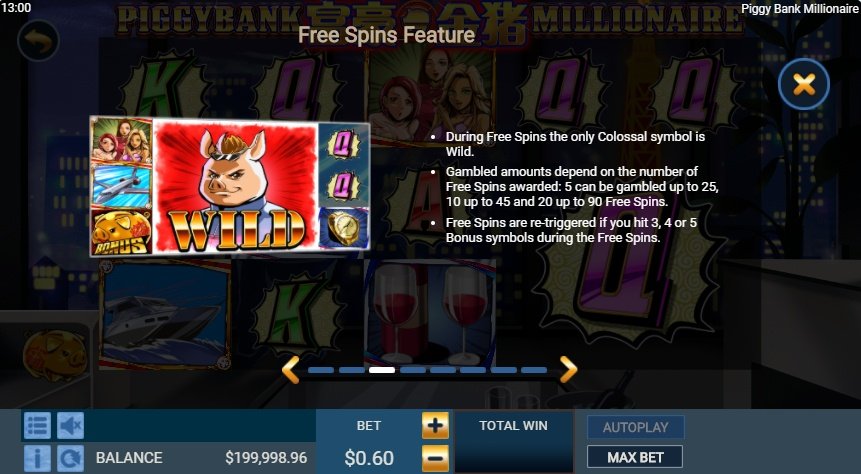 13:00
Piggy Bank Millionaire
PIGGYBANK
MILLIONAIRE
Free Spins Feature
K
Q
Q
Q
WILD
BONUS
Q
Q
A
K
Q
• During Free Spins the only Colossal symbol is
Wild.
• Gambled amounts depend on the number of
Free Spins awarded: 5 can be gambled up to 25,
10 up to 45 and 20 up to 90 Free Spins.
• Free Spins are re-triggered if you hit 3, 4 or 5
Bonus symbols during the Free Spins.
BET
TOTAL WIN
AUTOPLAY
BALANCE
$199,998.96
$0.60
MAX BET